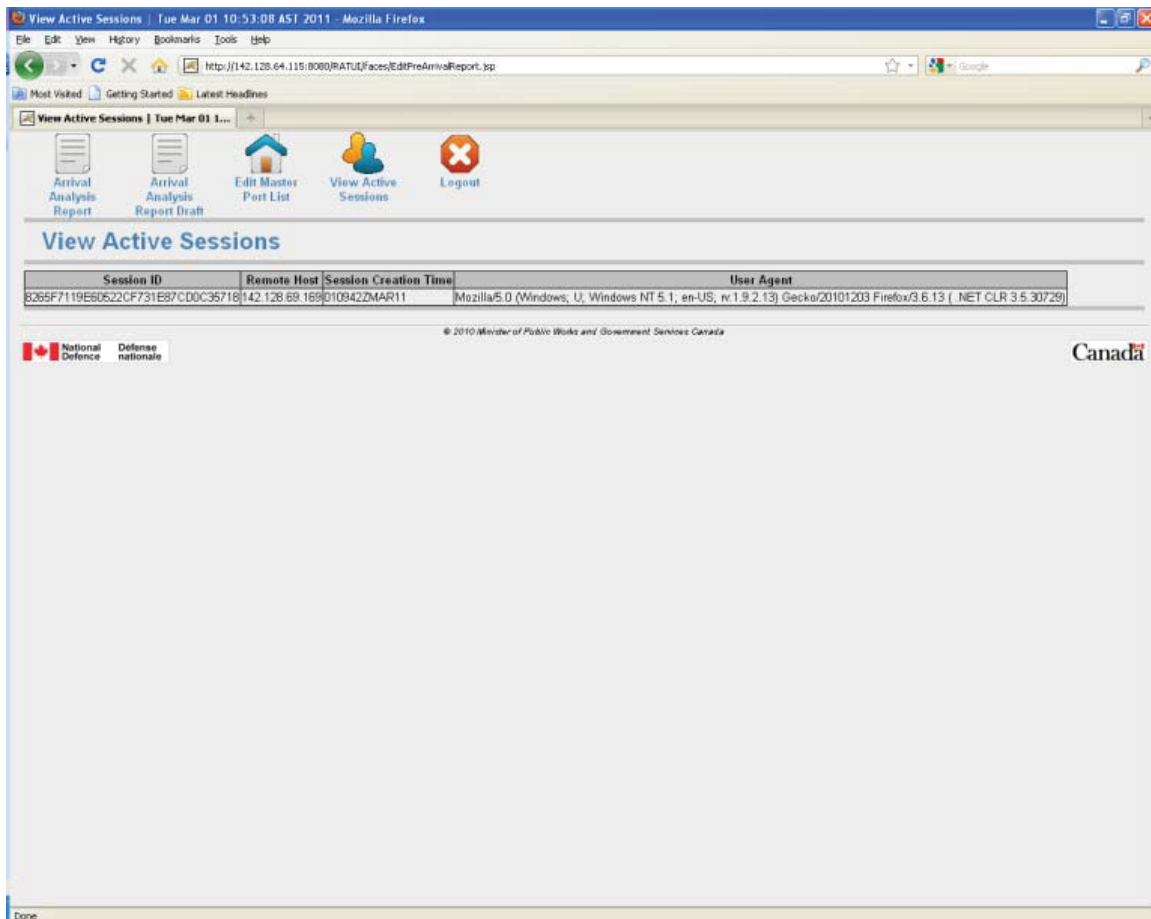 View Active Sessions | Tue Mar 01 10:53:08 AST 2011 - Mozilla Firefox
File Edit View History Bookmarks Tools Help
http://142.128.64.115:8080/RATUI/faces/EditPreArrivalReport.jsp
Google
Most Visited Getting Started Latest Headlines
View Active Sessions | Tue Mar 01 1...
Arrival Analysis Report
Arrival Analysis Report Draft
Edit Master Port List
View Active Sessions
Logout
View Active Sessions
Session ID Remote Host Session Creation Time User Agent
8265F7119E60522CF731E87CD0C35718 142.128.69.169 010942ZMAR11 Mozilla/5.0 (Windows; U; Windows NT 5.1; en-US; rv:1.9.2.13) Gecko/20101203 Firefox/3.6.13 ( .NET CLR 3.5.30729)
© 2010 Minister of Public Works and Government Services Canada
National Defence
Défense nationale
Canada
Done